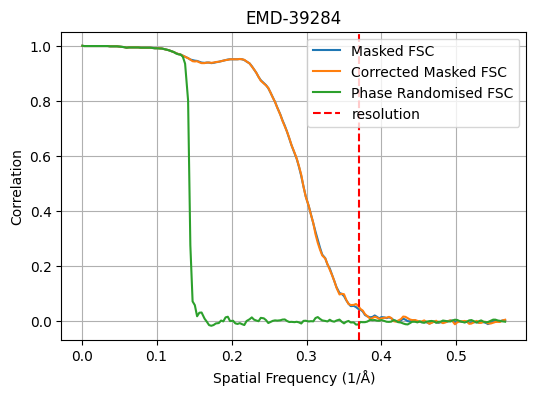 EMD-39284
Masked FSC
Corrected Masked FSC
Phase Randomised FSC
resolution
Correlation
1.0
0.8
0.6
0.4
0.2
0.0
0.0 0.1 0.2 0.3 0.4 0.5
Spatial Frequency (1/Å)